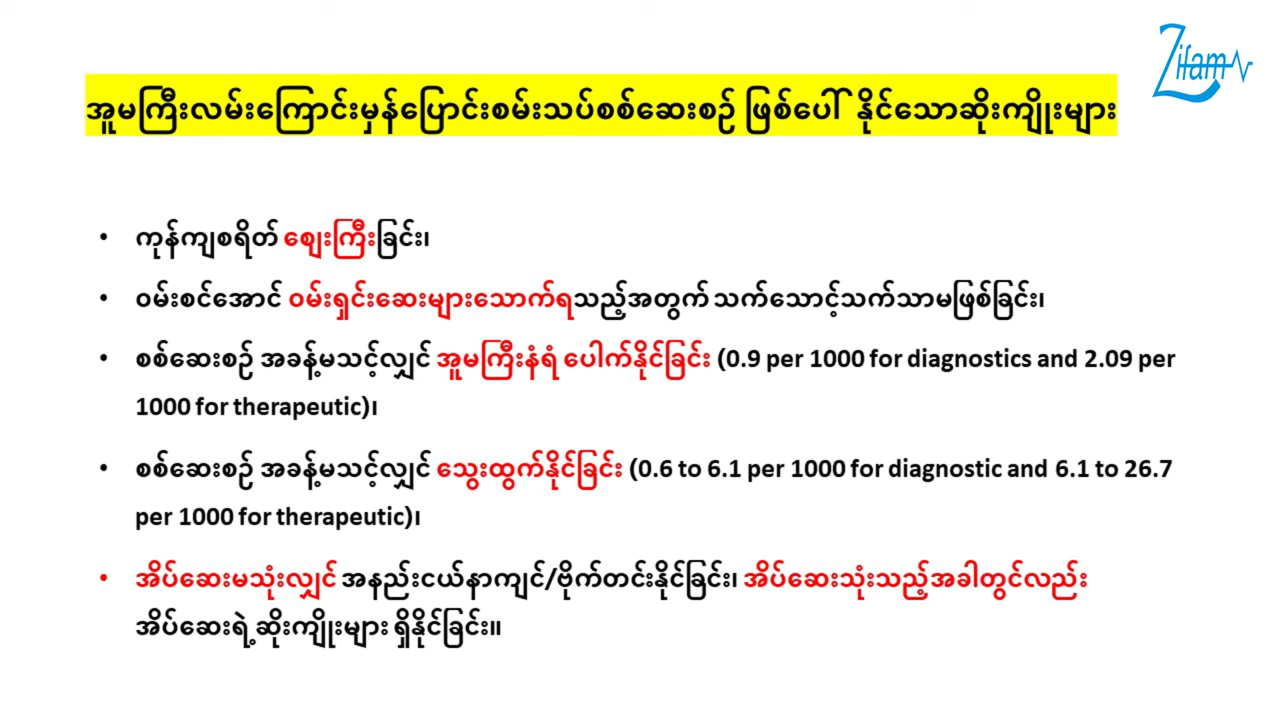 Zifam
အူမကြီးလမ်းကြောင်းမှန်ပြောင်းစမ်းသပ်စစ်ဆေးစဉ် ဖြစ်ပေါ် နိုင်သောဆိုးကျိုးများ
• ကုန်ကျစရိတ် ဈေးကြီးခြင်း၊
• ဝမ်းစင်အောင် ဝမ်းရှင်းဆေးများသောက်ရသည့်အတွက် သက်သောင့်သက်သာမဖြစ်ခြင်း၊
• စစ်ဆေးစဉ် အခန့်မသင့်လျှင် အူမကြီးနံရံ ပေါက်နိုင်ခြင်း (0.9 per 1000 for diagnostics and 2.09 per
1000 for therapeutic)၊
• စစ်ဆေးစဉ် အခန့်မသင့်လျှင် သွေးထွက်နိုင်ခြင်း (0.6 to 6.1 per 1000 for diagnostic and 6.1 to 26.7
per 1000 for therapeutic)၊
• အိပ်ဆေးမသုံးလျှင် အနည်းငယ်နာကျင်/ဗိုက်တင်းနိုင်ခြင်း၊ အိပ်ဆေးသုံးသည့်အခါတွင်လည်း
အိပ်ဆေးရဲ့ဆိုးကျိုးများ ရှိနိုင်ခြင်း။